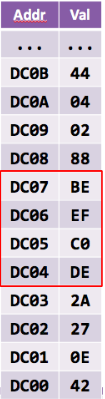 Addr Val
... ...
DC0B 44
DC0A 04
DC09 02
DC08 88
DC07 BE
DC06 EF
DC05 C0
DC04 DE
DC03 2A
DC02 27
DC01 0E
DC00 42